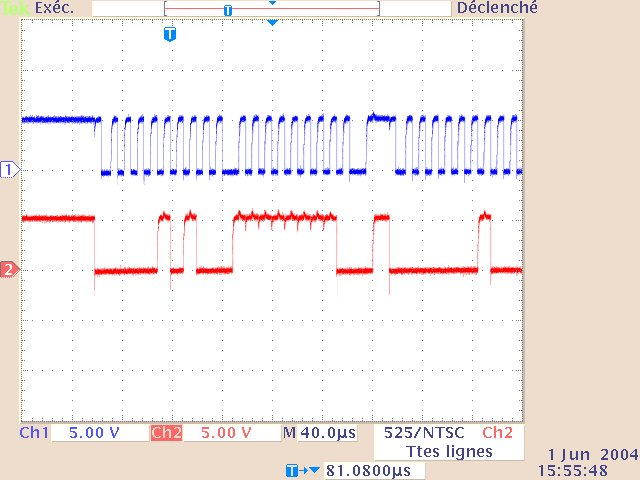 Tek Exéc. Déclenché
T
T
1
2
Ch1 5.00 V Ch2 5.00 V M 40.0µs 525/NTSC Ch2
Ttes lignes
1 Jun 2004
T→▼ 81.0800µs 15:55:48